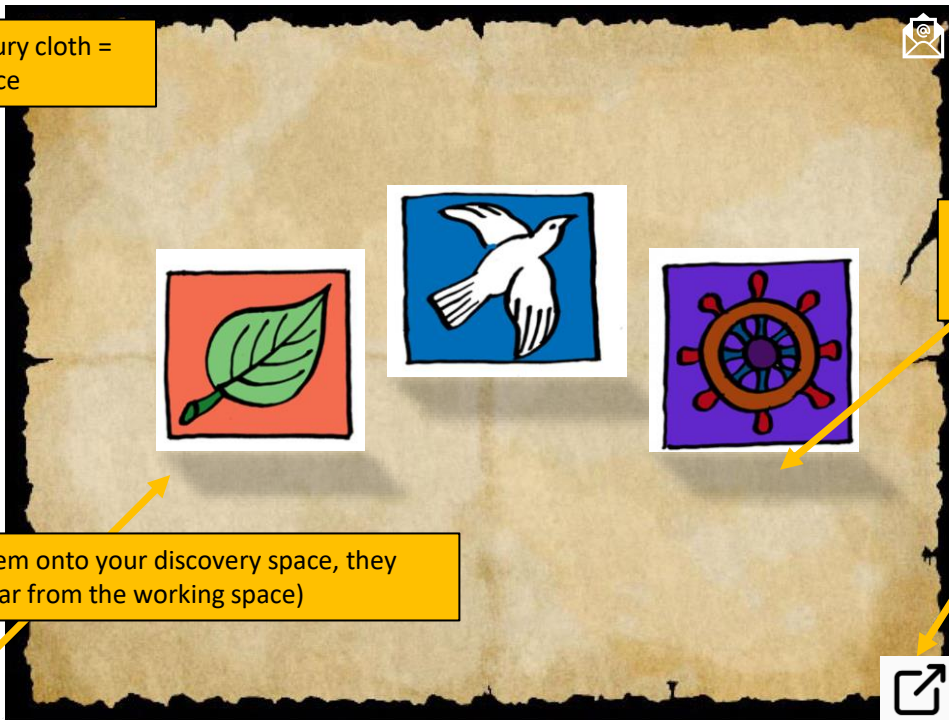 ury cloth =
ce
@
em onto your discovery space, they
ar from the working space)